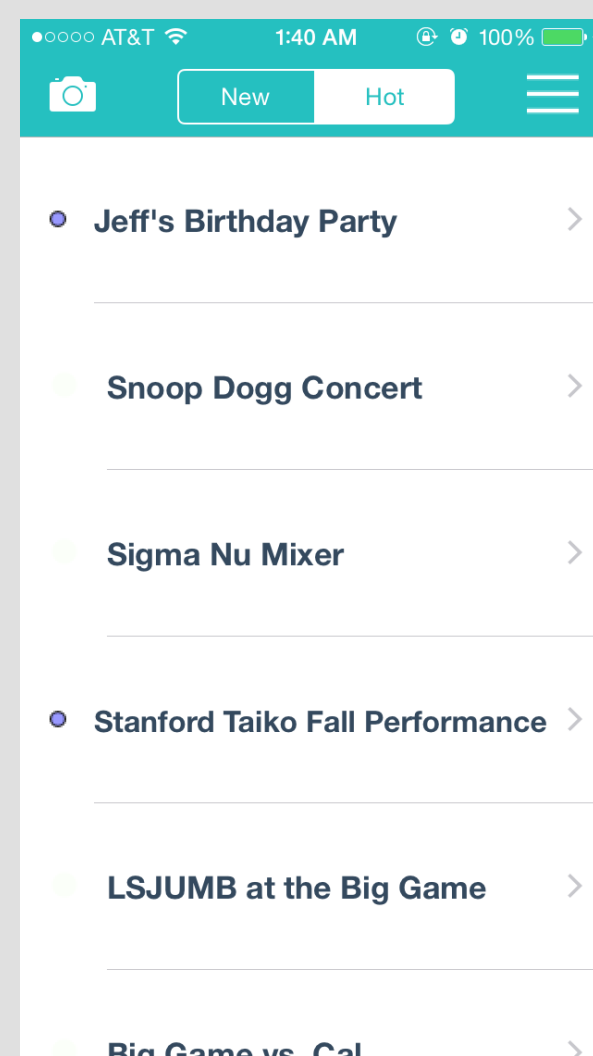 AT&T 1:40 AM 100%
New Hot
Jeff's Birthday Party
Snoop Dogg Concert
Sigma Nu Mixer
Stanford Taiko Fall Performance
LSJUMB at the Big Game
Big Game vs. Cal